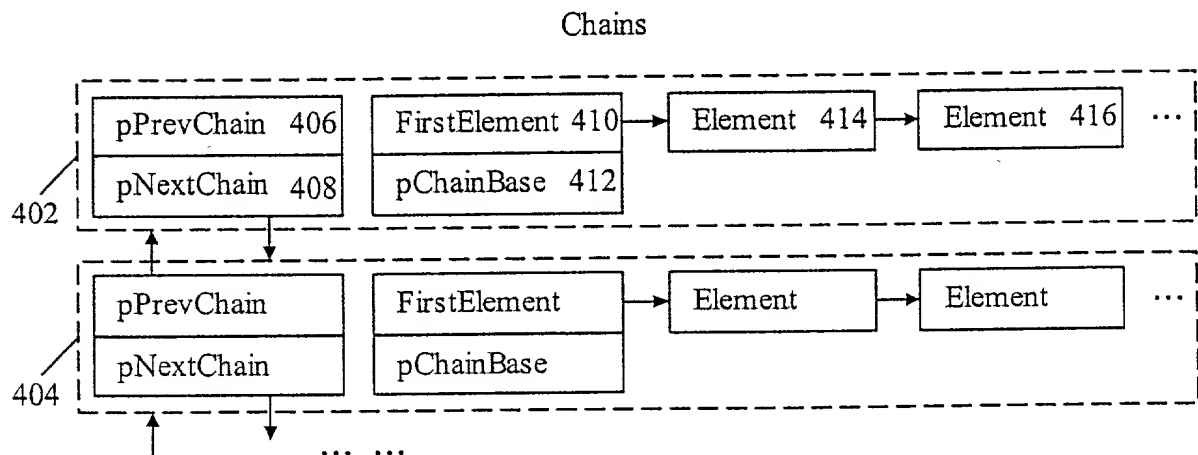 Chains
pPrevChain 406 FirstElement 410 Element 414 Element 416 ...
pNextChain 408 pChainBase 412
402
pPrevChain FirstElement Element Element ...
pNextChain pChainBase
404
... ...